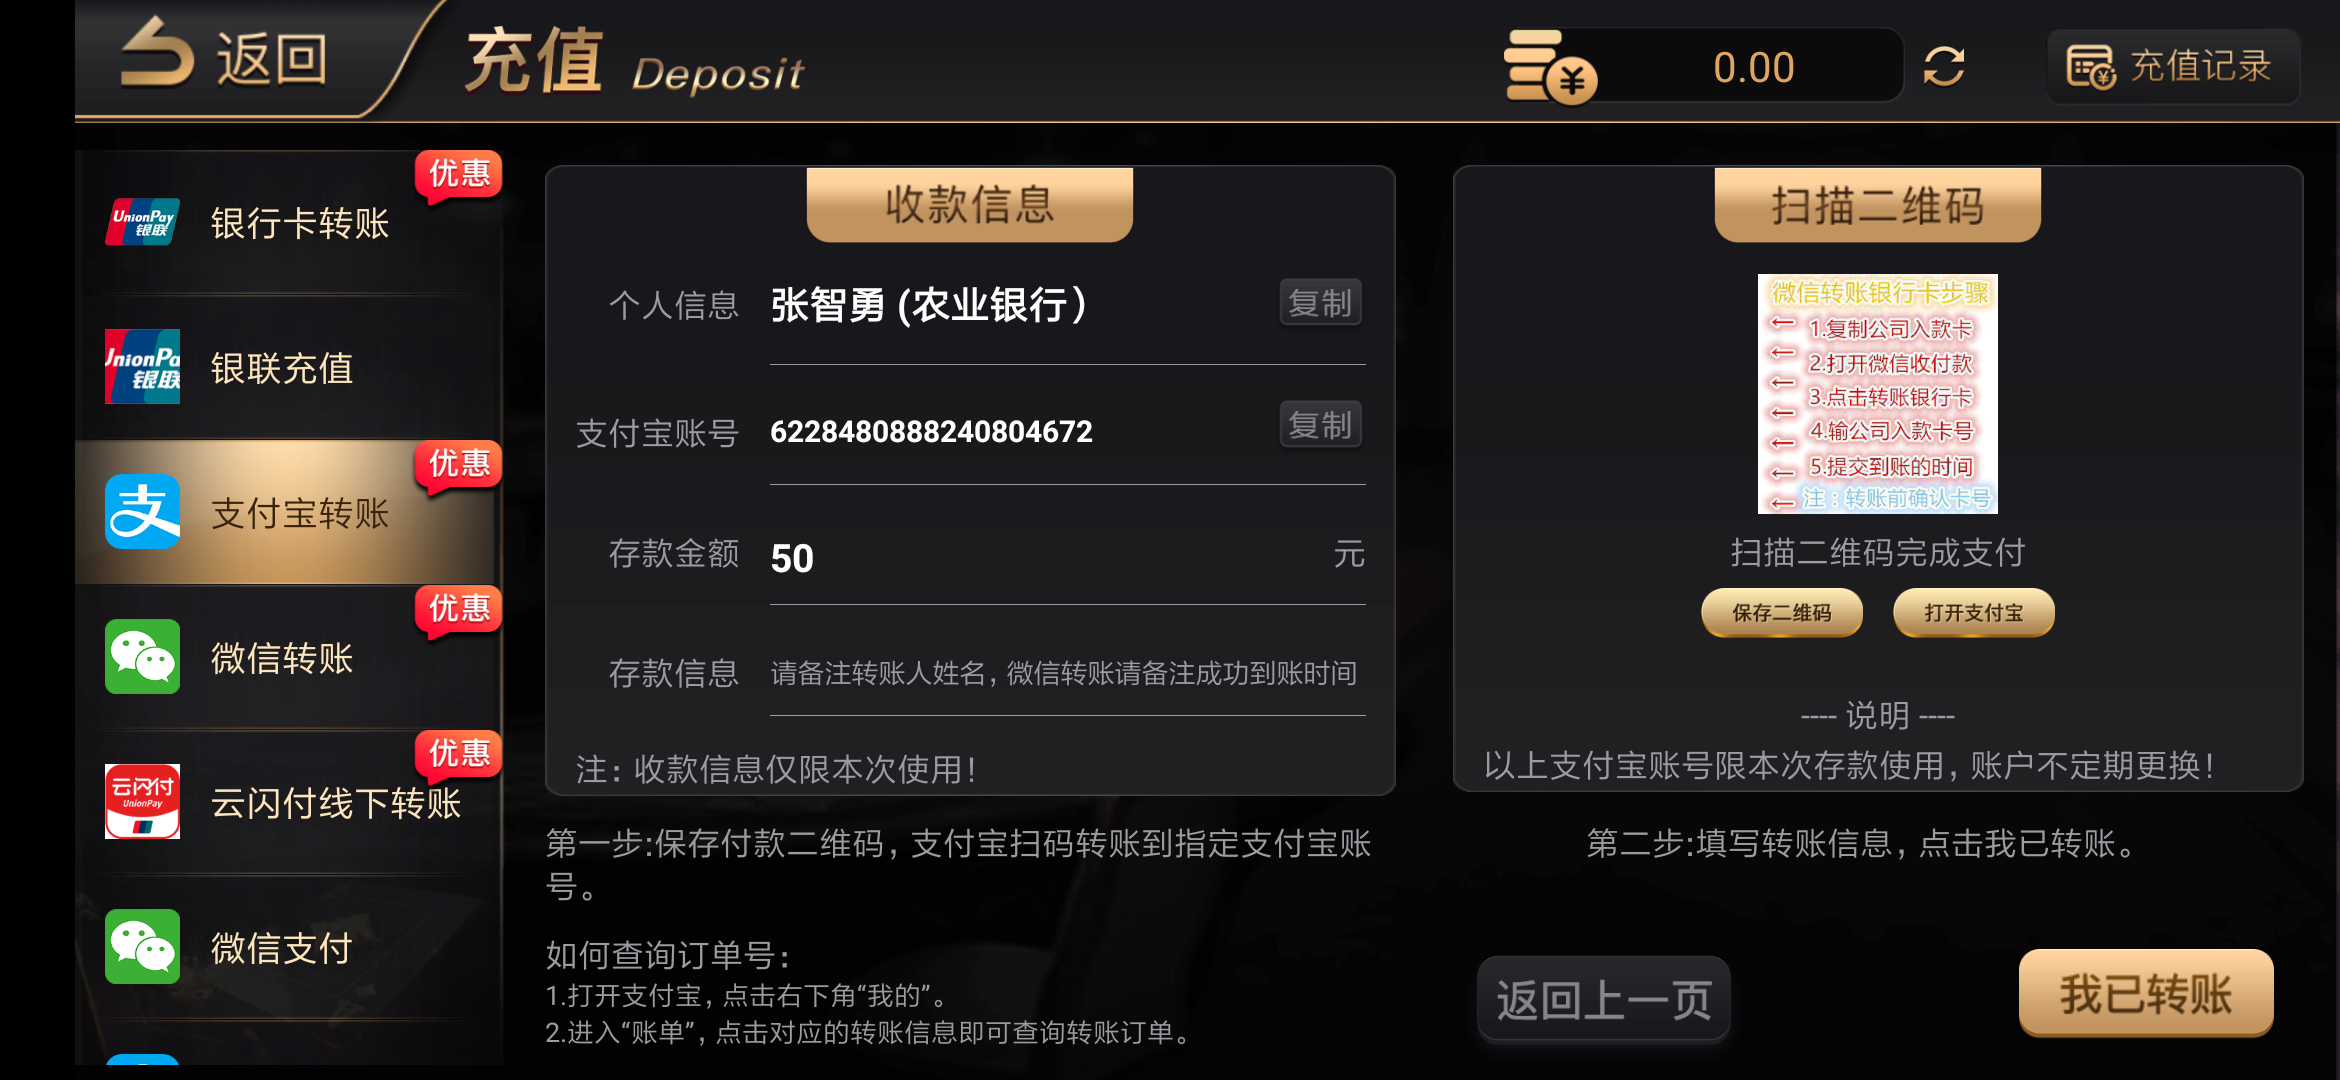 返回
充值 Deposit
0.00
充值记录
UnionPay
银联
银行卡转账
优惠
UnionPa
银联
银联充值
支
支付宝转账
优惠
微信转账
优惠
云闪付
UnionPay
云闪付线下转账
优惠
微信支付
收款信息
个人信息 张智勇 (农业银行) 复制
支付宝账号 6228480888240804672 复制
存款金额 50 元
存款信息 请备注转账人姓名，微信转账请备注成功到账时间
注：收款信息仅限本次使用！
第一步:保存付款二维码，支付宝扫码转账到指定支付宝账
号。
如何查询订单号：
1.打开支付宝，点击右下角“我的”。
2.进入“账单”，点击对应的转账信息即可查询转账订单。
扫描二维码
微信转账银行卡步骤
← 1.复制公司入款卡
← 2.打开微信收付款
← 3.点击转账银行卡
← 4.输公司入款卡号
← 5.提交到账的时间
← 注：转账前确认卡号
扫描二维码完成支付
保存二维码 打开支付宝
---- 说明 ----
以上支付宝账号限本次存款使用，账户不定期更换！
第二步:填写转账信息，点击我已转账。
返回上一页 我已转账